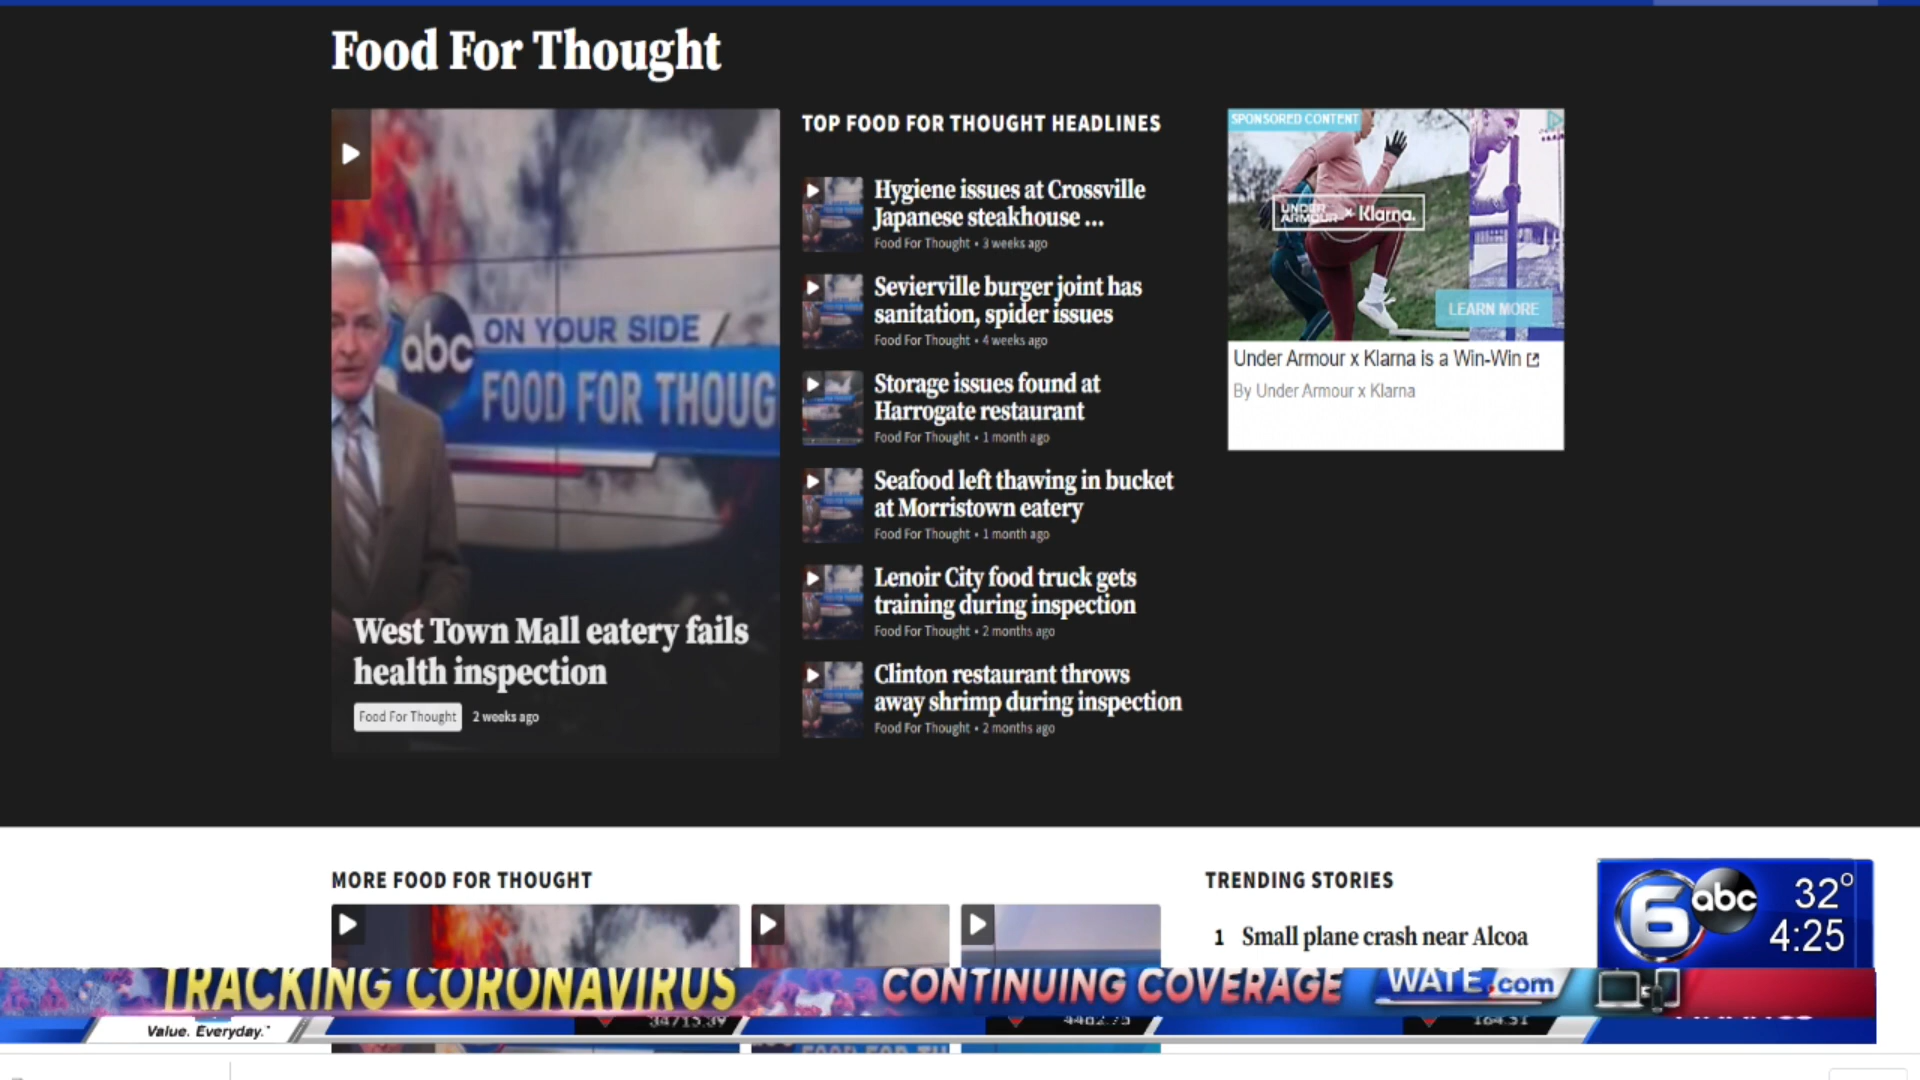 Food For Thought
abc
ON YOUR SIDE
FOOD FOR THOUG
West Town Mall eatery fails
health inspection
Food For Thought 2 weeks ago
TOP FOOD FOR THOUGHT HEADLINES
Hygiene issues at Crossville
Japanese steakhouse ...
Food For Thought • 3 weeks ago
Sevierville burger joint has
sanitation, spider issues
Food For Thought • 4 weeks ago
Storage issues found at
Harrogate restaurant
Food For Thought • 1 month ago
Seafood left thawing in bucket
at Morristown eatery
Food For Thought • 1 month ago
Lenoir City food truck gets
training during inspection
Food For Thought • 2 months ago
Clinton restaurant throws
away shrimp during inspection
Food For Thought • 2 months ago
SPONSORED CONTENT
UNDER ARMOUR x Klarna.
LEARN MORE
Under Armour x Klarna is a Win-Win
By Under Armour x Klarna
MORE FOOD FOR THOUGHT
TRENDING STORIES
1 Small plane crash near Alcoa
6 abc 32°
4:25
TRACKING CORONAVIRUS CONTINUING COVERAGE WATE.com
Value. Everyday.